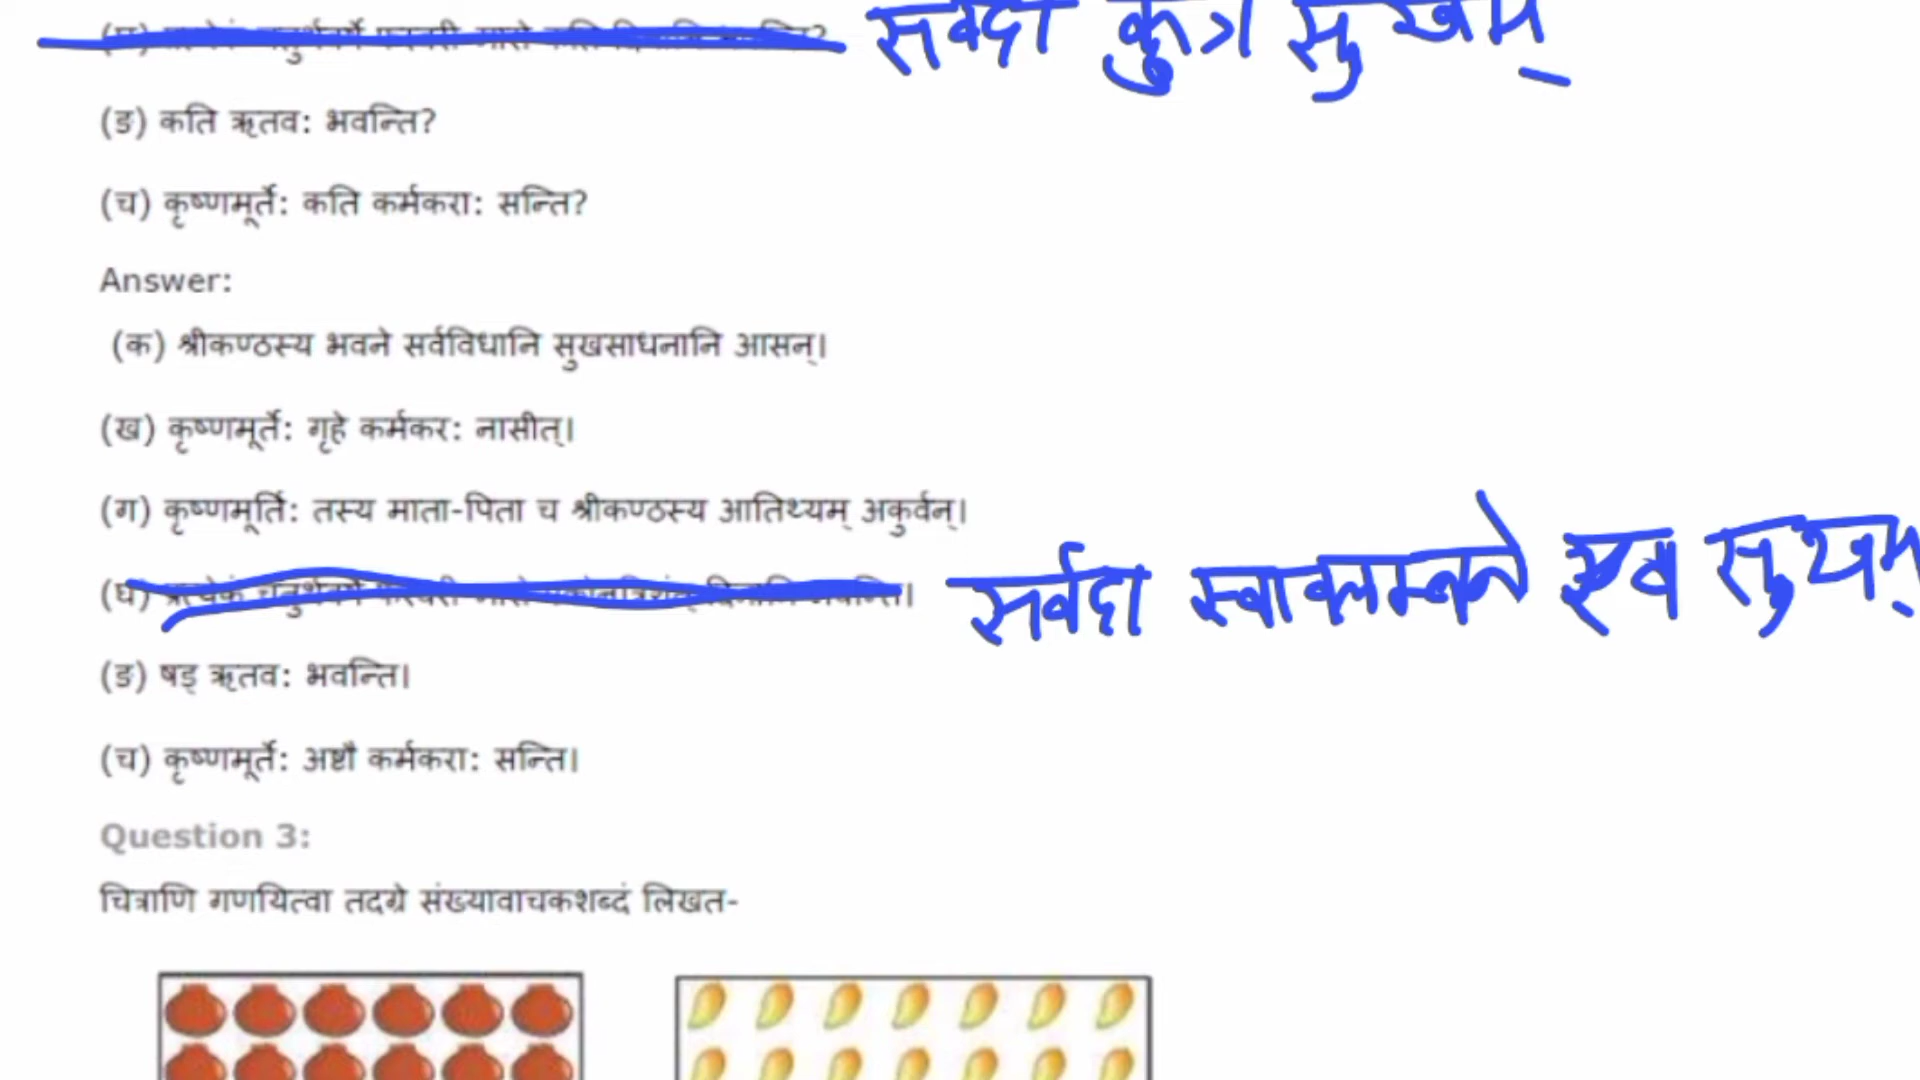 सर्वदा कुत्र सुखम्
(ङ) कति ऋतव: भवन्ति?
(च) कृष्णमूर्ते: कति कर्मकरा: सन्ति?
Answer:
(क) श्रीकण्ठस्य भवने सर्वविधानि सुखसाधनानि आसन्।
(ख) कृष्णमूर्ते: गृहे कर्मकर: नासीत्।
(ग) कृष्णमूर्ति: तस्य माता-पिता च श्रीकण्ठस्य आतिथ्यम् अकुर्वन्।
(घ) सर्वदा स्वावलम्बने सुखम्
(ङ) षड् ऋतव: भवन्ति।
(च) कृष्णमूर्ते: अष्टौ कर्मकरा: सन्ति।
Question 3:
चित्राणि गणयित्वा तदग्रे संख्यावाचकशब्दं लिखत-